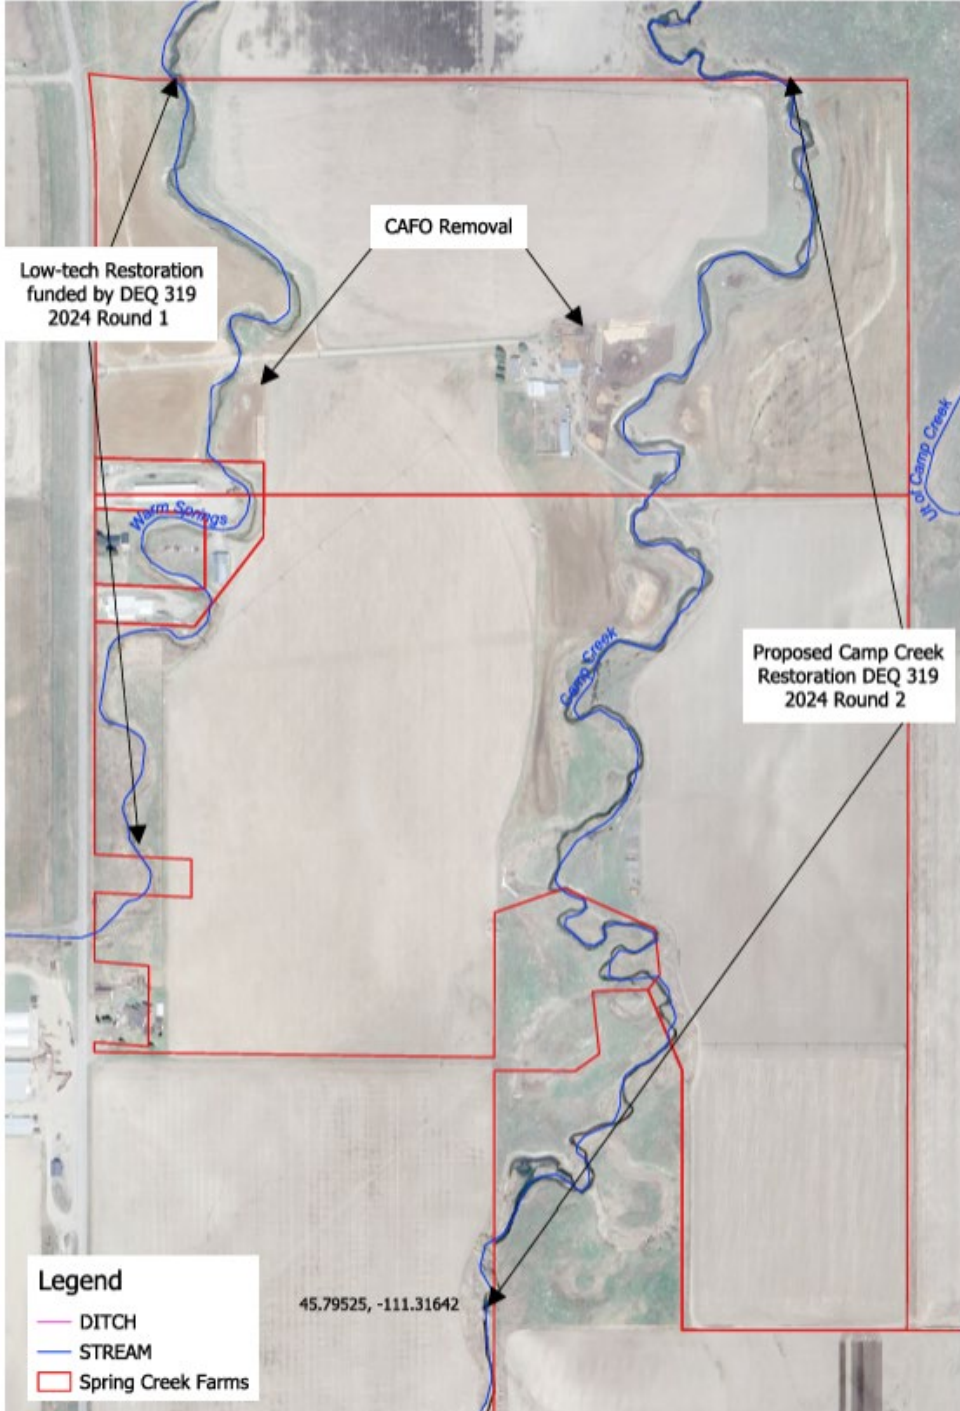 CAFO Removal
Low-tech Restoration
funded by DEQ 319
2024 Round 1
Ut of Camp Creek
Warm Springs
Camp Creek
Proposed Camp Creek
Restoration DEQ 319
2024 Round 2
45.79525, -111.31642
Legend
DITCH
STREAM
Spring Creek Farms